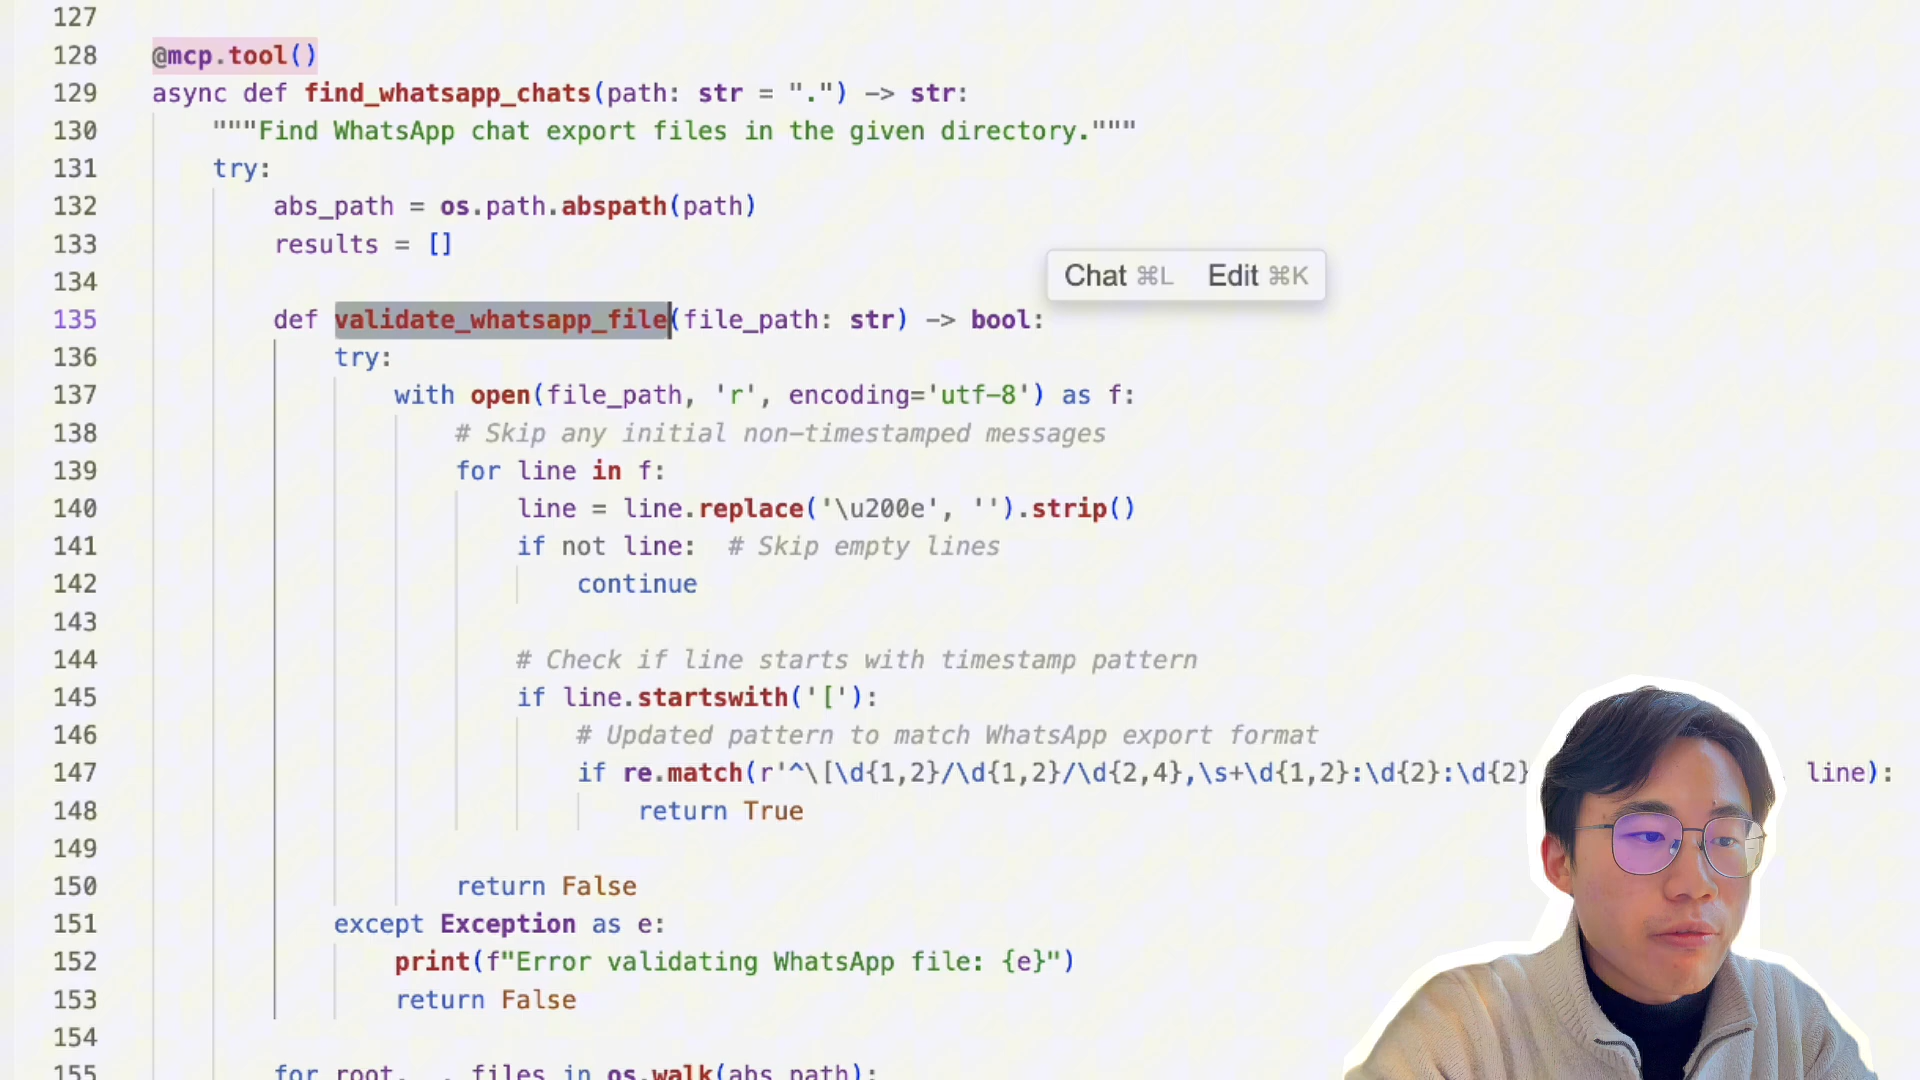 127
128 @mcp.tool()
129 async def find_whatsapp_chats(path: str = ".") -> str:
130 """Find WhatsApp chat export files in the given directory."""
131 try:
132 abs_path = os.path.abspath(path)
133 results = []
134
Chat ⌘L Edit ⌘K
135 def validate_whatsapp_file(file_path: str) -> bool:
136 try:
137 with open(file_path, 'r', encoding='utf-8') as f:
138 # Skip any initial non-timestamped messages
139 for line in f:
140 line = line.replace('\u200e', '').strip()
141 if not line: # Skip empty lines
142 continue
143
144 # Check if line starts with timestamp pattern
145 if line.startswith('['):
146 # Updated pattern to match WhatsApp export format
147 if re.match(r'^\[\d{1,2}/\d{1,2}/\d{2,4},\s+\d{1,2}:\d{2}:\d{2} line):
148 return True
149
150 return False
151 except Exception as e:
152 print(f"Error validating WhatsApp file: {e}")
153 return False
154
155 for root, _, files in os.walk(abs_path):